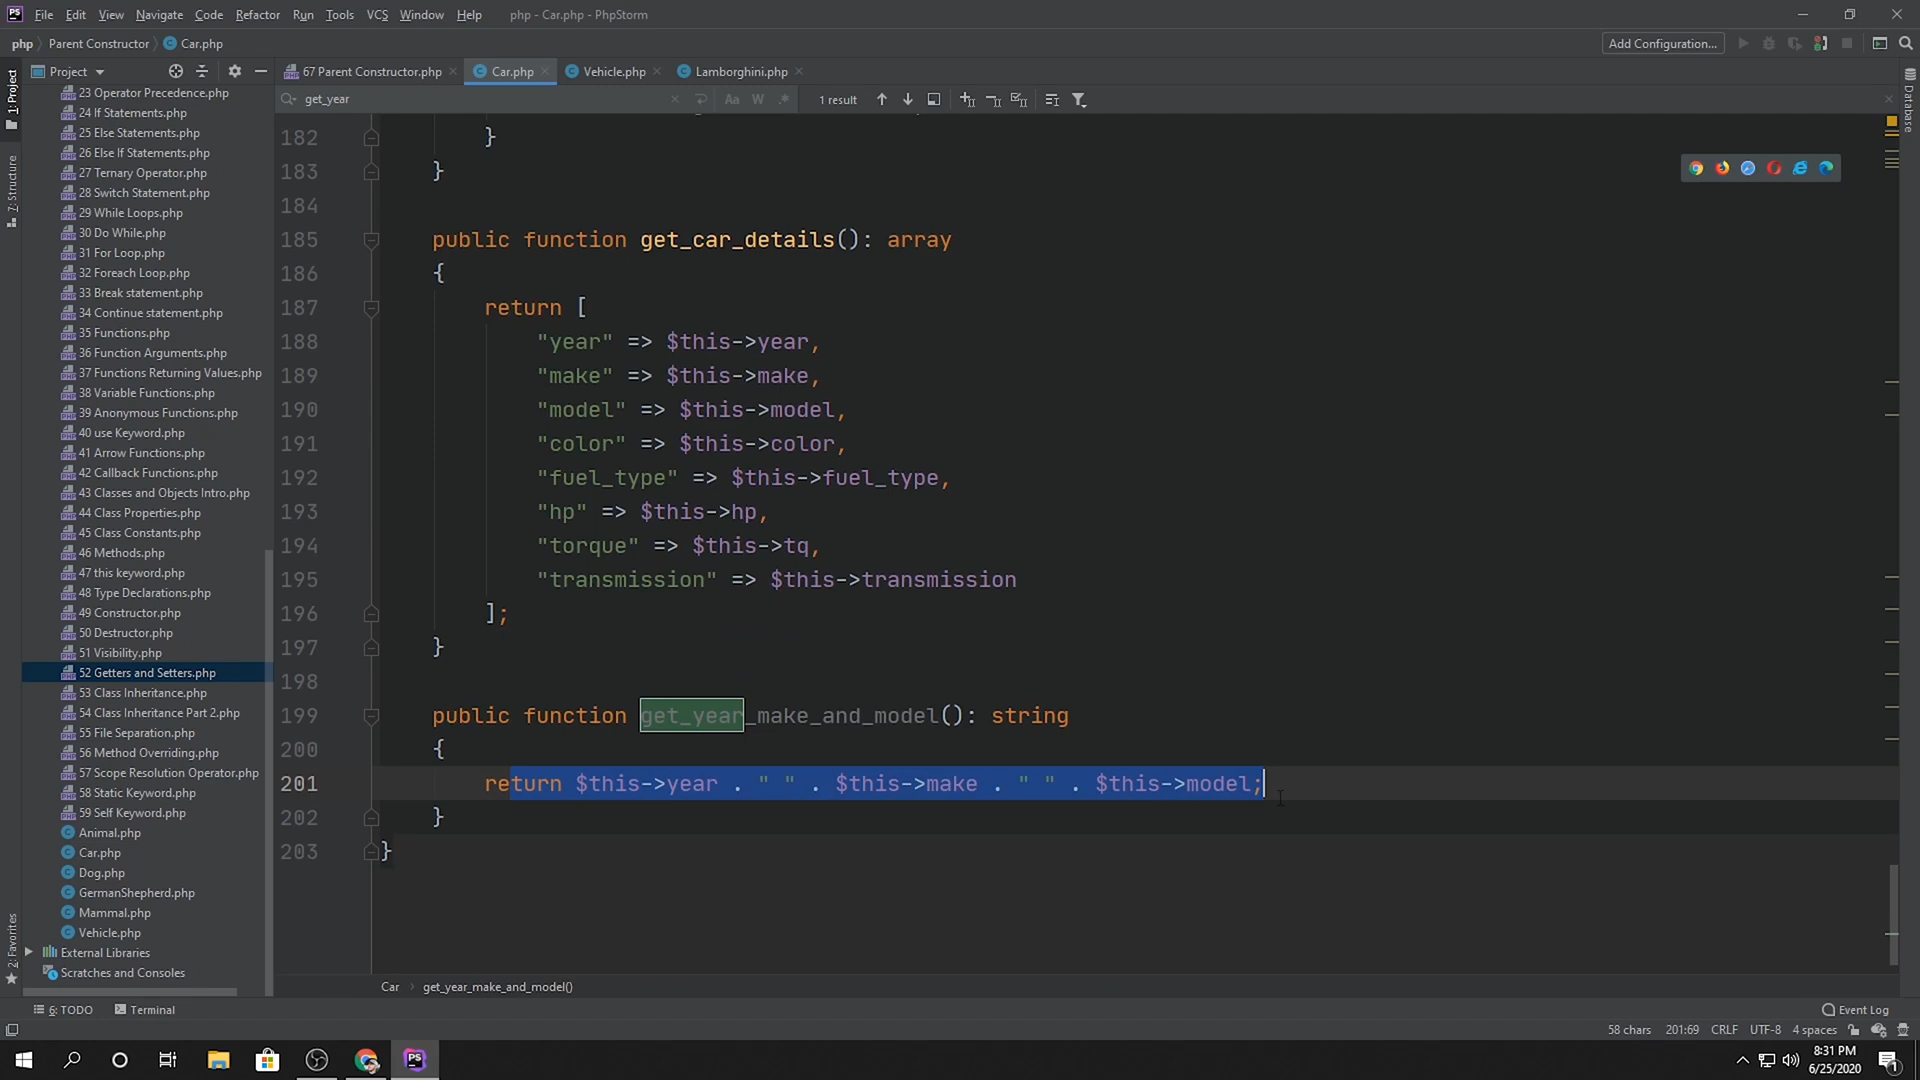 PS File Edit View Navigate Code Refactor Run Tools VCS Window Help php - Car.php - PhpStorm
php Parent Constructor Car.php Add Configuration...
1: Project
7: Structure
2: Favorites
Database
Project 67 Parent Constructor.php Car.php Vehicle.php Lamborghini.php
get_year Aa W .* 1 result
23 Operator Precedence.php
24 If Statements.php
25 Else Statements.php
26 Else If Statements.php
27 Ternary Operator.php
28 Switch Statement.php
29 While Loops.php
30 Do While.php
31 For Loop.php
32 Foreach Loop.php
33 Break statement.php
34 Continue statement.php
35 Functions.php
36 Function Arguments.php
37 Functions Returning Values.php
38 Variable Functions.php
39 Anonymous Functions.php
40 use Keyword.php
41 Arrow Functions.php
42 Callback Functions.php
43 Classes and Objects Intro.php
44 Class Properties.php
45 Class Constants.php
46 Methods.php
47 this keyword.php
48 Type Declarations.php
49 Constructor.php
50 Destructor.php
51 Visibility.php
52 Getters and Setters.php
53 Class Inheritance.php
54 Class Inheritance Part 2.php
55 File Separation.php
56 Method Overriding.php
57 Scope Resolution Operator.php
58 Static Keyword.php
59 Self Keyword.php
Animal.php
Car.php
Dog.php
GermanShepherd.php
Mammal.php
Vehicle.php
External Libraries
Scratches and Consoles
182 }
183 }
184
185 public function get_car_details(): array
186 {
187 return [
188 "year" => $this->year,
189 "make" => $this->make,
190 "model" => $this->model,
191 "color" => $this->color,
192 "fuel_type" => $this->fuel_type,
193 "hp" => $this->hp,
194 "torque" => $this->tq,
195 "transmission" => $this->transmission
196 ];
197 }
198
199 public function get_year_make_and_model(): string
200 {
201 return $this->year . " " . $this->make . " " . $this->model;
202 }
203 }
Car get_year_make_and_model()
6: TODO Terminal Event Log
58 chars 201:69 CRLF UTF-8 4 spaces
8:31 PM
6/25/2020
1